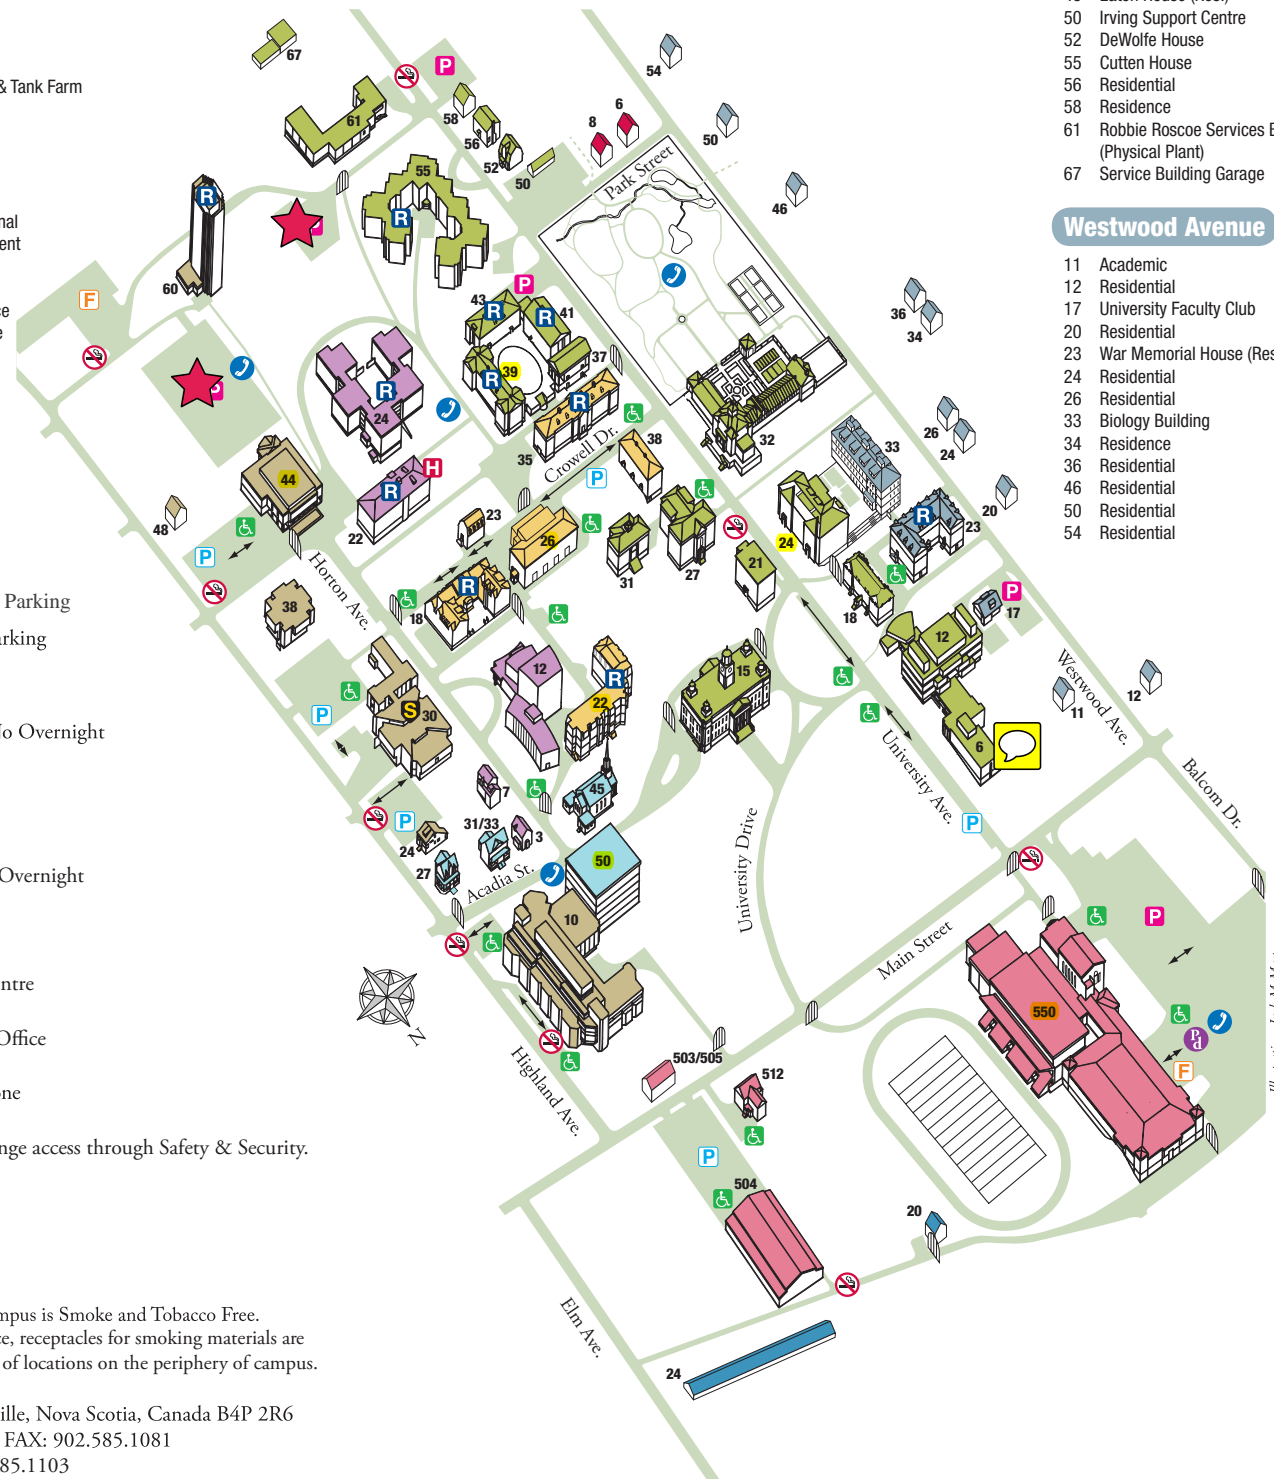 & Tank Farm
50 Irving Support Centre
52 DeWolfe House
55 Cutten House
56 Residential
58 Residence
61 Robbie Roscoe Services
(Physical Plant)
67 Service Building Garage
Westwood Avenue
11 Academic
12 Residential
17 University Faculty Club
20 Residential
23 War Memorial House (Res
24 Residential
26 Residential
33 Biology Building
34 Residence
36 Residential
46 Residential
50 Residential
54 Residential
Parking
arking
No Overnight
Overnight
entre
Office
one
nge access through Safety & Security.
mpus is Smoke and Tobacco Free.
ce, receptacles for smoking materials are
of locations on the periphery of campus.
ville, Nova Scotia, Canada B4P 2R6
FAX: 902.585.1081
85.1103
67
61
P
58
56
52
50
8
6
54
50
46
Park Street
55
R
R
60
P
F
P
43
R
41
R
37
39
R
R
35
Crowell Dr.
38
P
32
36
34
26
24
20
33
R
23
24
R
H
R
22
44
48
P
Horton Ave.
38
23
26
31
27
21
24
18
R
18
12
17
P
12
22
R
15
S
30
P
6
University Ave.
P
Westwood Ave.
11
12
Balcom Dr.
7
45
31/33
3
24
P
27
Acadia St.
50
10
University Drive
Main Street
P
550
Pd
F
N
Highland Ave.
503/505
512
P
504
20
Elm Ave.
24